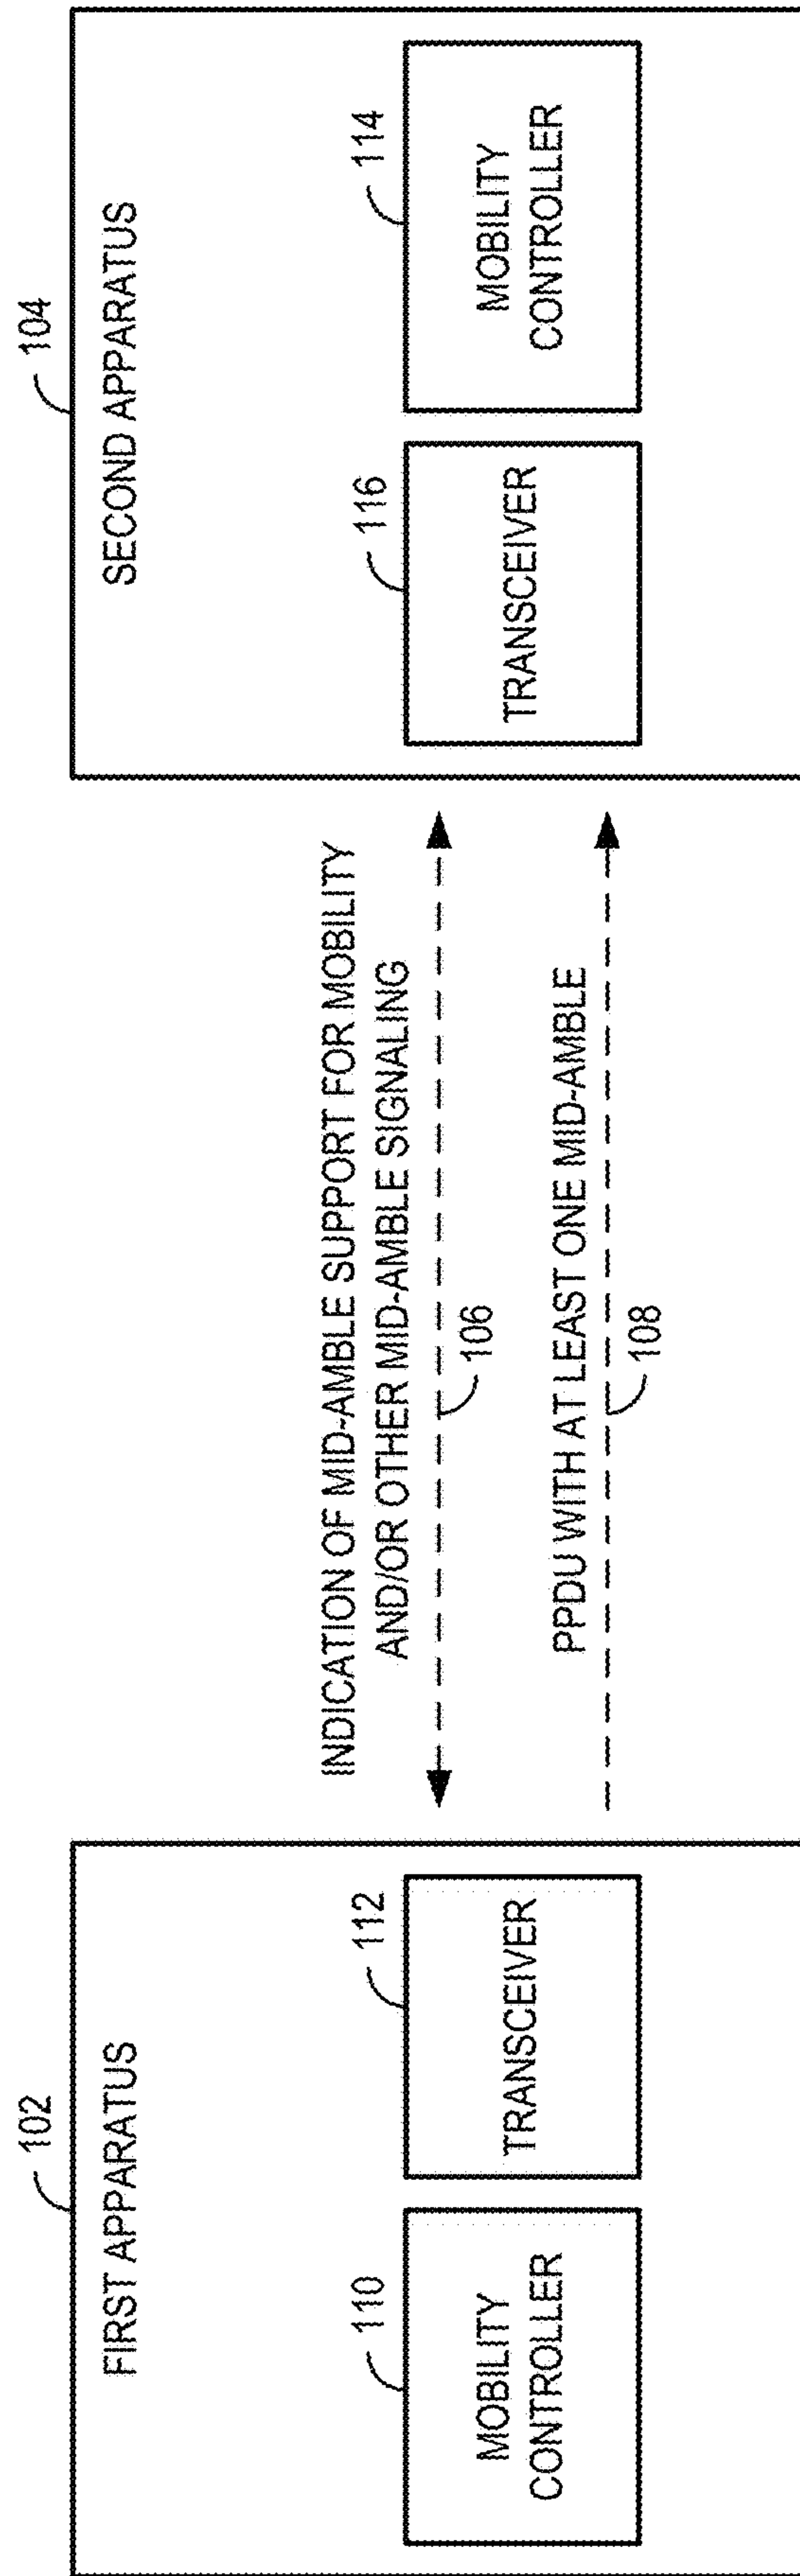 102
FIRST APPARATUS
110
MOBILITY
CONTROLLER
112
TRANSCEIVER
INDICATION OF MID-AMBLE SUPPORT FOR MOBILITY
AND/OR OTHER MID-AMBLE SIGNALING
106
PPDU WITH AT LEAST ONE MID-AMBLE
108
104
SECOND APPARATUS
116
TRANSCEIVER
114
MOBILITY
CONTROLLER